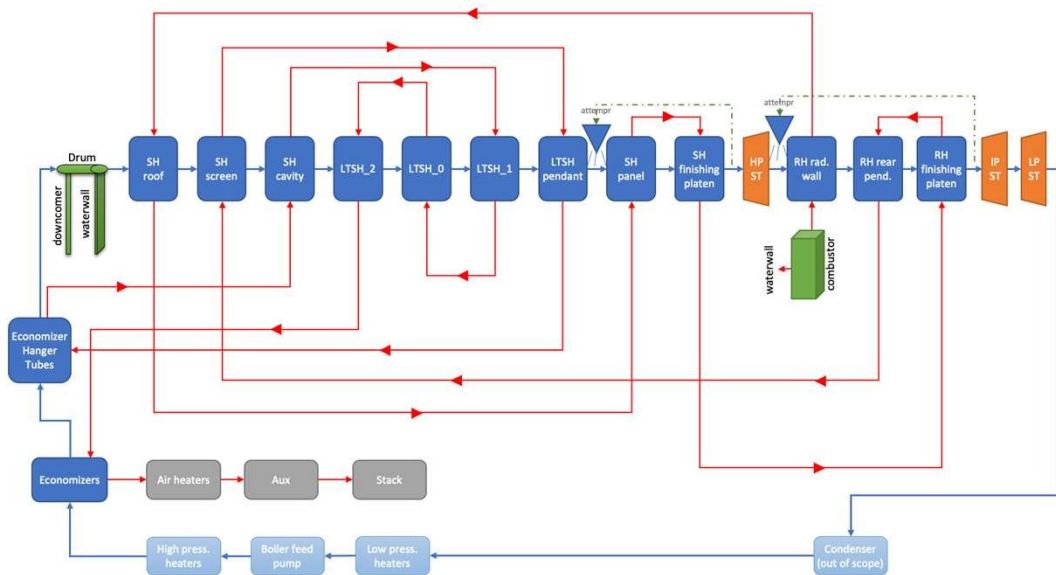 attempr
attempr
Drum
SH
roof
SH
screen
SH
cavity
LTSH_2
LTSH_0
LTSH_1
LTSH
pendant
SH
panel
SH
finishing
platen
HP
ST
RH rad.
wall
RH rear
pend.
RH
finishing
platen
IP
ST
LP
ST
downcomer
waterwall
waterwall
combustor
Economizer
Hanger
Tubes
Economizers
Air heaters
Aux
Stack
High press.
heaters
Boiler feed
pump
Low press.
heaters
Condenser
(out of scope)